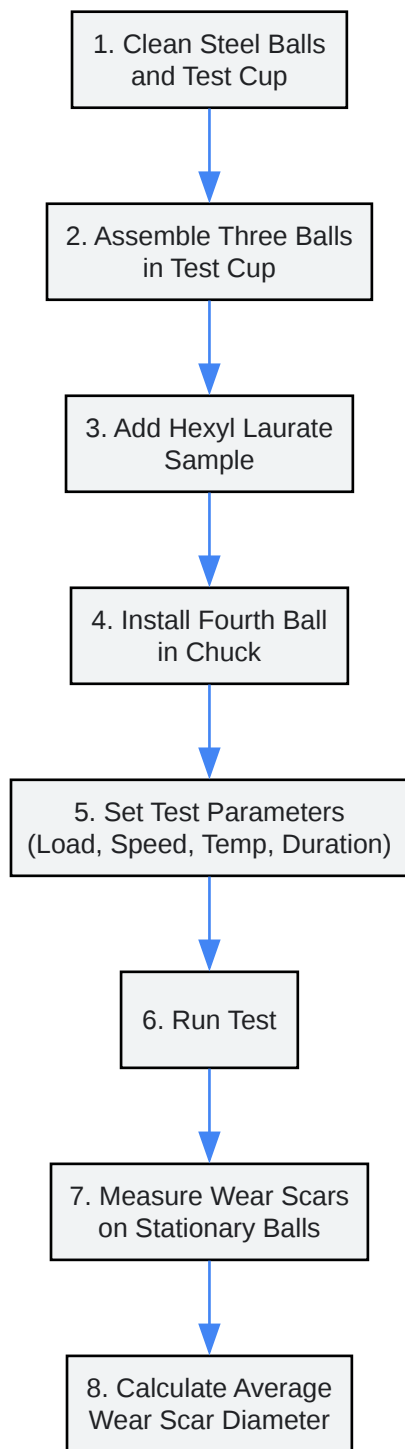 1. Clean Steel Balls
and Test Cup
2. Assemble Three Balls
in Test Cup
3. Add Hexyl Laurate
Sample
4. Install Fourth Ball
in Chuck
5. Set Test Parameters
(Load, Speed, Temp, Duration)
6. Run Test
7. Measure Wear Scars
on Stationary Balls
8. Calculate Average
Wear Scar Diameter